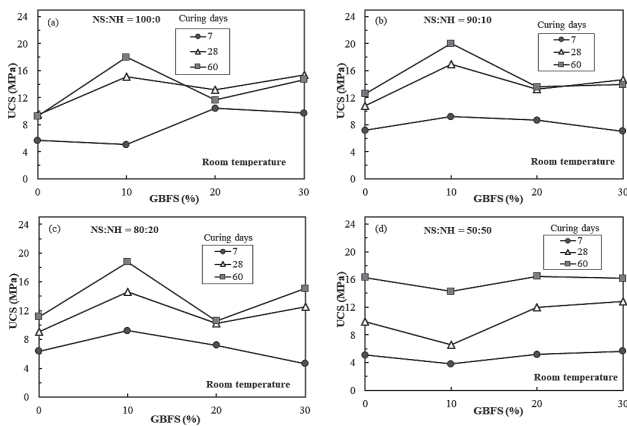 (a)
NS:NH = 100:0
Curing days
7
28
60
24
20
16
12
8
4
0
UCS (MPa)
Room temperature
0 10 20 30
GBFS (%)
(b)
NS:NH = 90:10
Curing days
7
28
60
24
20
16
12
8
4
0
UCS (MPa)
Room temperature
0 10 20 30
GBFS (%)
(c)
NS:NH = 80:20
Curing days
7
28
60
24
20
16
12
8
4
0
UCS (MPa)
Room temperature
0 10 20 30
GBFS (%)
(d)
NS:NH = 50:50
Curing days
7
28
60
24
20
16
12
8
4
0
UCS (MPa)
Room temperature
0 10 20 30
GBFS (%)